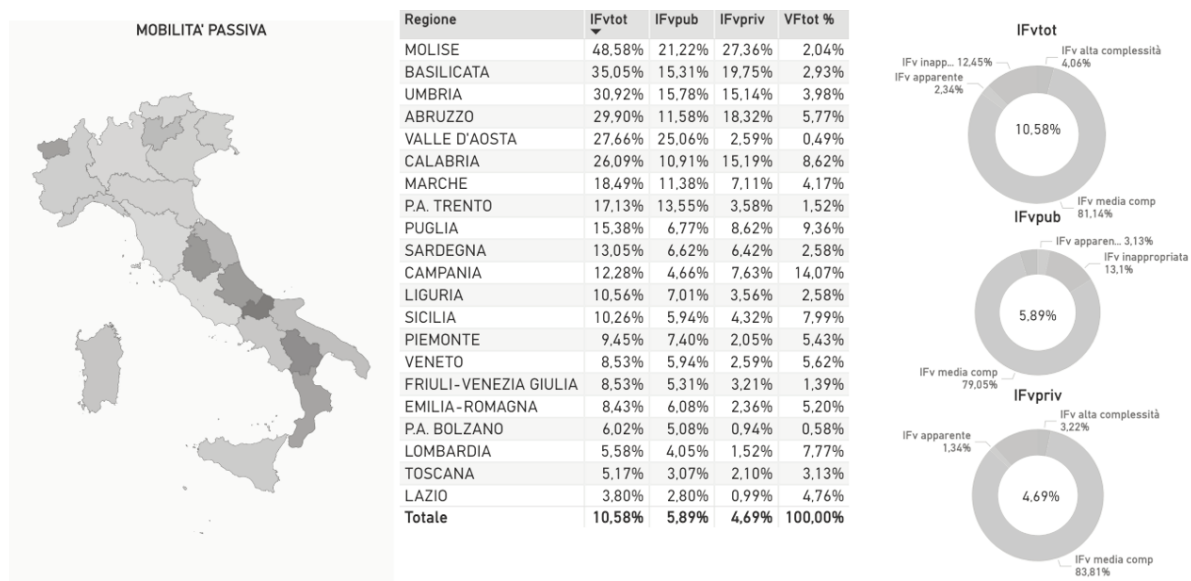 MOBILITA' PASSIVA
Regione IFvtot IFvpub IFvpriv VFtot %
MOLISE 48,58% 21,22% 27,36% 2,04%
BASILICATA 35,05% 15,31% 19,75% 2,93%
UMBRIA 30,92% 15,78% 15,14% 3,98%
ABRUZZO 29,90% 11,58% 18,32% 5,77%
VALLE D'AOSTA 27,66% 25,06% 2,59% 0,49%
CALABRIA 26,09% 10,91% 15,19% 8,62%
MARCHE 18,49% 11,38% 7,11% 4,17%
P.A. TRENTO 17,13% 13,55% 3,58% 1,52%
PUGLIA 15,38% 6,77% 8,62% 9,36%
SARDEGNA 13,05% 6,62% 6,42% 2,58%
CAMPANIA 12,28% 4,66% 7,63% 14,07%
LIGURIA 10,56% 7,01% 3,56% 2,58%
SICILIA 10,26% 5,94% 4,32% 7,99%
PIEMONTE 9,45% 7,40% 2,05% 5,43%
VENETO 8,53% 5,94% 2,59% 5,62%
FRIULI-VENEZIA GIULIA 8,53% 5,31% 3,21% 1,39%
EMILIA-ROMAGNA 8,43% 6,08% 2,36% 5,20%
P.A. BOLZANO 6,02% 5,08% 0,94% 0,58%
LOMBARDIA 5,58% 4,05% 1,52% 7,77%
TOSCANA 5,17% 3,07% 2,10% 3,13%
LAZIO 3,80% 2,80% 0,99% 4,76%
Totale 10,58% 5,89% 4,69% 100,00%
IFvtot
IFv alta complessità
4,06%
IFv inapp... 12,45%
IFv apparente
2,34%
10,58%
IFv media comp
81,14%
IFvpub
IFv apparen... 3,13%
IFv inappropriata
13,1%
5,89%
IFv media comp
79,05%
IFvpriv
IFv alta complessità
3,22%
IFv apparente
1,34%
4,69%
IFv media comp
83,81%